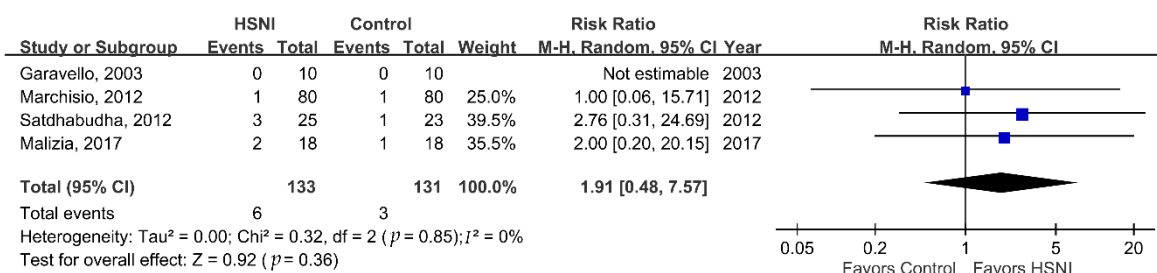 HSNI Control Risk Ratio Risk Ratio
Study or Subgroup Events Total Events Total Weight M-H, Random, 95% CI Year M-H, Random, 95% CI
Garavello, 2003 0 10 0 10 Not estimable 2003
Marchisio, 2012 1 80 1 80 25.0% 1.00 [0.06, 15.71] 2012
Satdhabudha, 2012 3 25 1 23 39.5% 2.76 [0.31, 24.69] 2012
Malizia, 2017 2 18 1 18 35.5% 2.00 [0.20, 20.15] 2017
Total (95% CI) 133 131 100.0% 1.91 [0.48, 7.57]
Total events 6 3
Heterogeneity: Tau² = 0.00; Chi² = 0.32, df = 2 (p = 0.85); I² = 0%
Test for overall effect: Z = 0.92 (p = 0.36)
0.05 0.2 1 5 20
Favors Control Favors HSNI